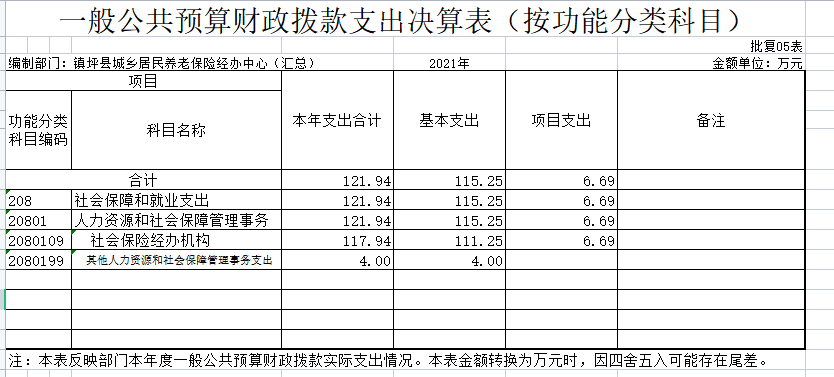 一般公共预算财政拨款支出决算表（按功能分类科目）
批复05表
编制部门：镇坪县城乡居民养老保险经办中心（汇总） 2021年 金额单位：万元
项目 本年支出合计 基本支出 项目支出 备注
功能分类科目编码 科目名称
合计 121.94 115.25 6.69
208 社会保障和就业支出 121.94 115.25 6.69
20801 人力资源和社会保障管理事务 121.94 115.25 6.69
2080109 社会保险经办机构 117.94 111.25 6.69
2080199 其他人力资源和社会保障管理事务支出 4.00 4.00
注：本表反映部门本年度一般公共预算财政拨款实际支出情况。本表金额转换为万元时，因四舍五入可能存在尾差。